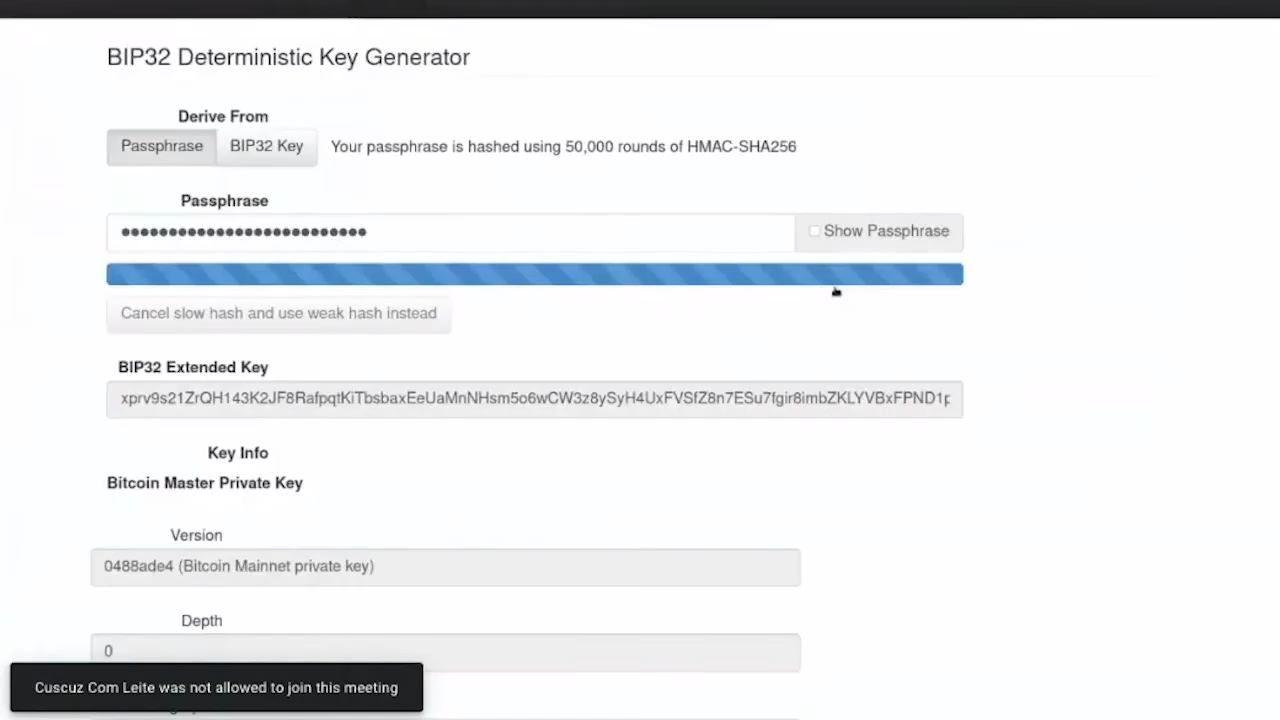 BIP32 Deterministic Key Generator
Derive From
Passphrase BIP32 Key Your passphrase is hashed using 50,000 rounds of HMAC-SHA256
Passphrase
Show Passphrase
Cancel slow hash and use weak hash instead
BIP32 Extended Key
xprv9s21ZrQH143K2JF8RafpqtKiTbsbaxEeUaMnNHsm5o6wCW3z8ySyH4UxFVSfZ8n7ESu7fgir8imbZKLYVBxFPND1p
Key Info
Bitcoin Master Private Key
Version
0488ade4 (Bitcoin Mainnet private key)
Depth
0
Cuscuz Com Leite was not allowed to join this meeting